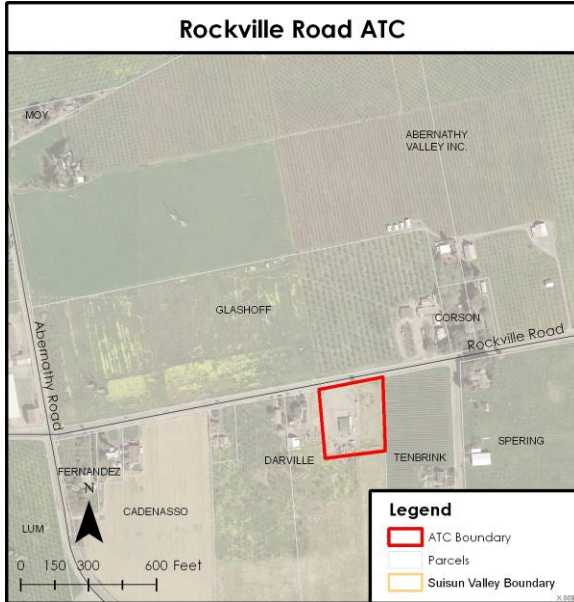 Rockville Road ATC
MOY
ABERNATHY
VALLEY INC.
GLASHOFF
CORSON
Rockville Road
Abernathy Road
SPERING
DARVILLE
TENBRINK
FERNANDEZ
N
CADENASSO
LUM
0 150 300 600 Feet
Legend
ATC Boundary
Parcels
Suisun Valley Boundary